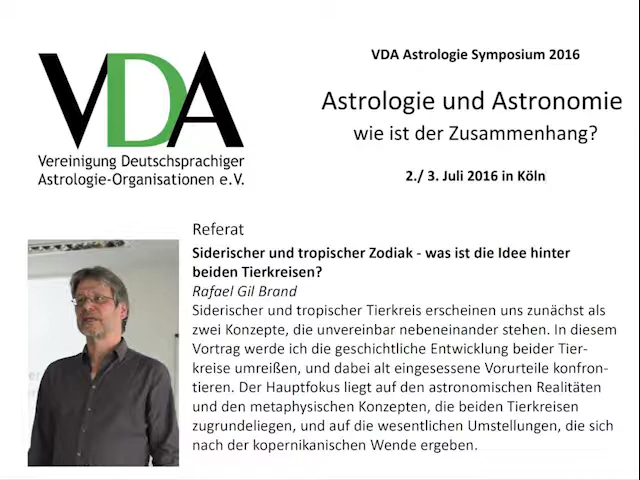 VDA
Vereinigung Deutschsprachiger
Astrologie-Organisationen e.V.
VDA Astrologie Symposium 2016
Astrologie und Astronomie
wie ist der Zusammenhang?
2./ 3. Juli 2016 in Köln
Referat
Siderischer und tropischer Zodiak - was ist die Idee hinter
beiden Tierkreisen?
Rafael Gil Brand
Siderischer und tropischer Tierkreis erscheinen uns zunächst als
zwei Konzepte, die unvereinbar nebeneinander stehen. In diesem
Vortrag werde ich die geschichtliche Entwicklung beider Tier-
kreise umreißen, und dabei alt eingesessene Vorurteile konfron-
tieren. Der Hauptfokus liegt auf den astronomischen Realitäten
und den metaphysischen Konzepten, die beiden Tierkreisen
zugrundeliegen, und auf die wesentlichen Umstellungen, die sich
nach der kopernikanischen Wende ergeben.